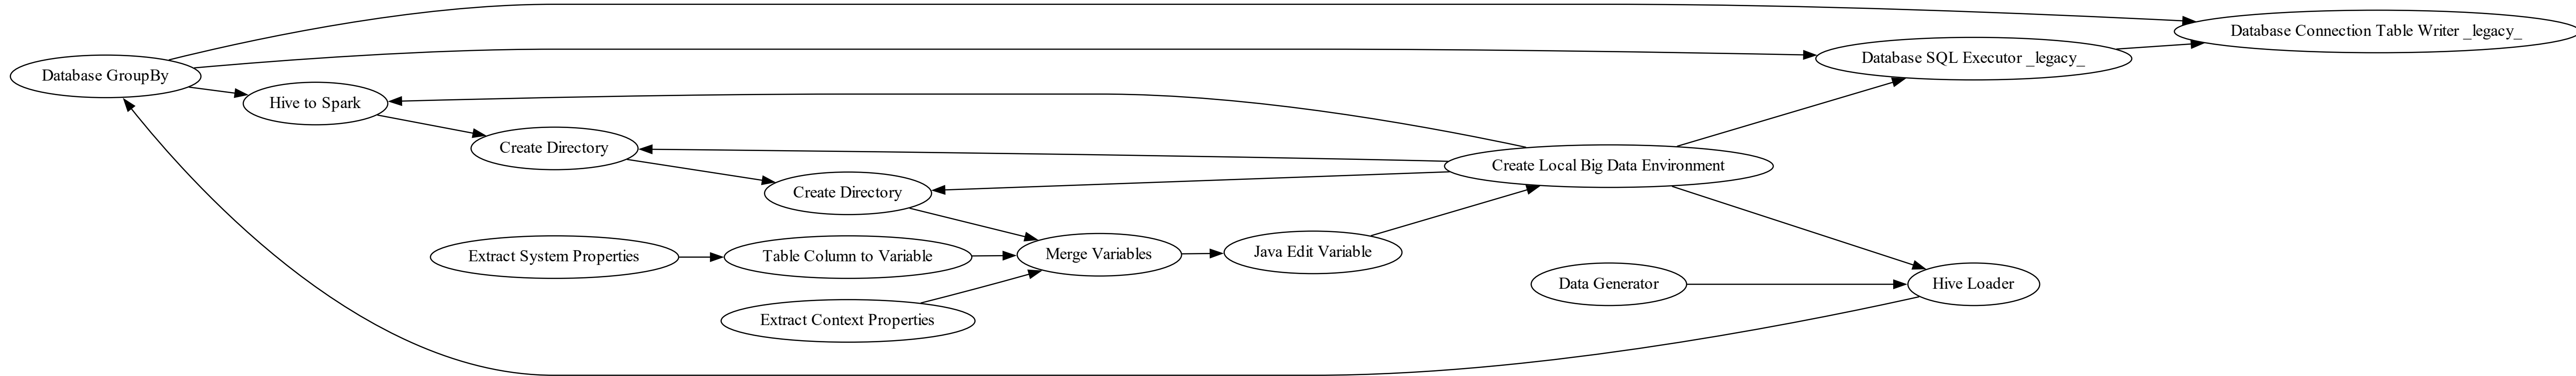 Database Connection Table Writer _legacy_
Database SQL Executor _legacy_
Database GroupBy
Hive to Spark
Create Directory
Create Local Big Data Environment
Create Directory
Extract System Properties
Table Column to Variable
Merge Variables
Java Edit Variable
Data Generator
Hive Loader
Extract Context Properties